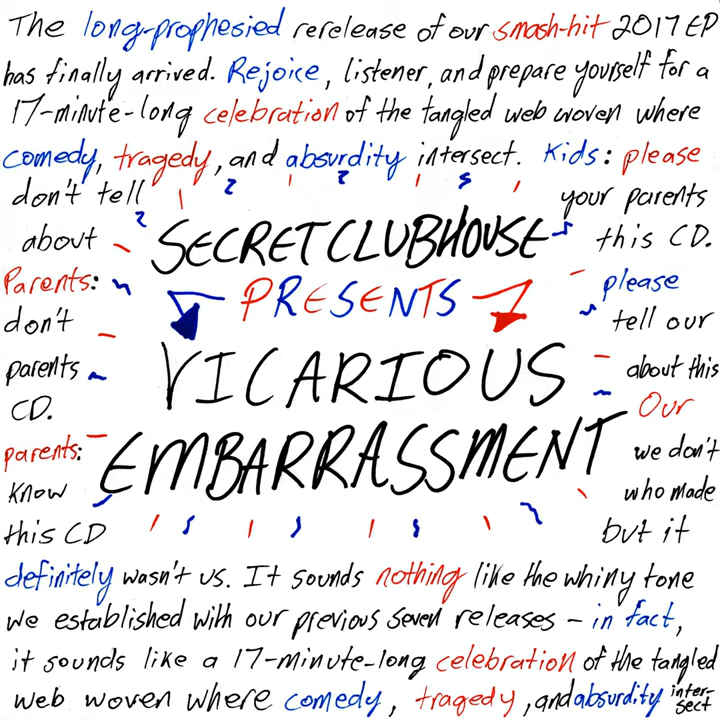 The long-prophesied rerelease of our smash-hit 2017 EP
has finally arrived. Rejoice, listener, and prepare yourself for a
17-minute-long celebration of the tangled web woven where
comedy, tragedy, and absurdity intersect. Kids: please
don't tell your parents
about this CD.
Parents: please
don't tell our
parents about this
CD. Our
parents: we don't
know who made
this CD but it
SECRET CLUBHOUSE
PRESENTS
VICARIOUS
EMBARRASSMENT
definitely wasn't us. It sounds nothing like the whiny tone
we established with our previous seven releases – in fact,
it sounds like a 17-minute-long celebration of the tangled
web woven where comedy, tragedy, and absurdity inter-
sect